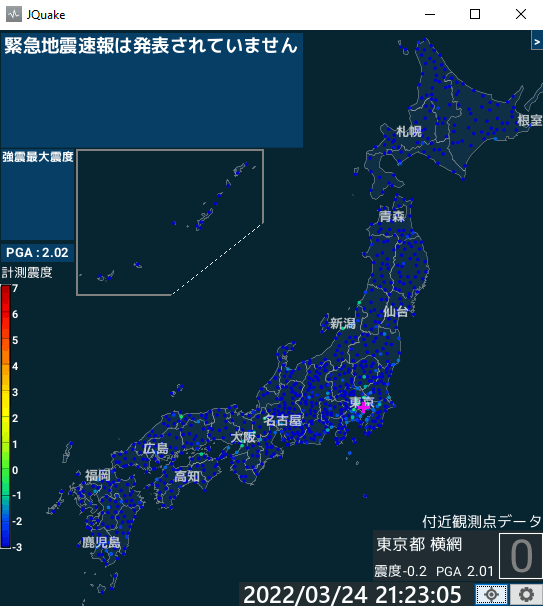 JQuake
緊急地震速報は発表されていません
>
根室
札幌
強震最大震度
青森
PGA : 2.02
計測震度
7
6
5
4
3
2
1
0
-1
-2
-3
仙台
新潟
東京
名古屋
大阪
広島
高知
福岡
鹿児島
付近観測点データ
東京都 横網
0
震度-0.2 PGA 2.01
2022/03/24 21:23:05